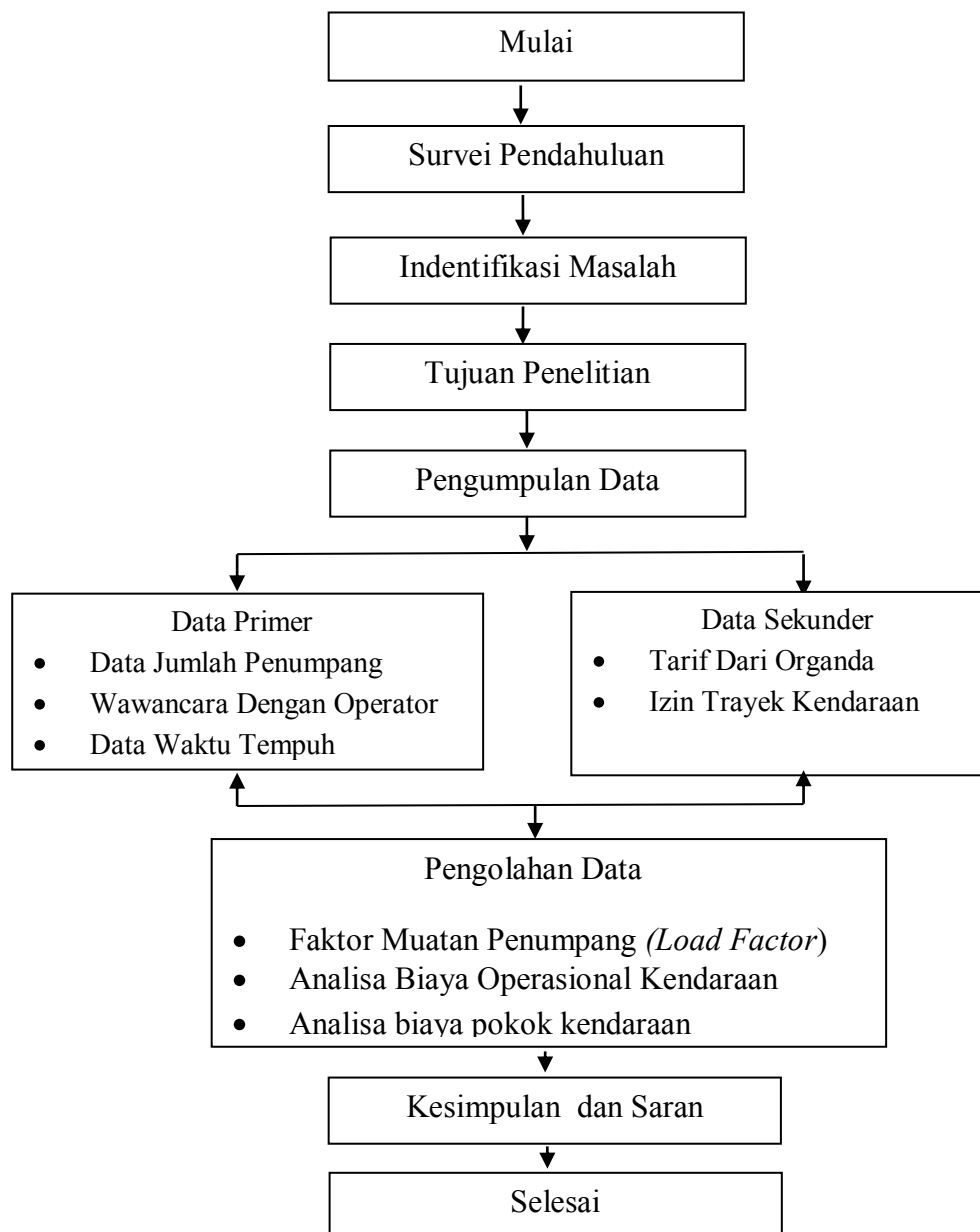 Mulai
Survei Pendahuluan
Indentifikasi Masalah
Tujuan Penelitian
Pengumpulan Data
Data Primer
• Data Jumlah Penumpang
• Wawancara Dengan Operator
• Data Waktu Tempuh
Data Sekunder
• Tarif Dari Organda
• Izin Trayek Kendaraan
Pengolahan Data
• Faktor Muatan Penumpang (Load Factor)
• Analisa Biaya Operasional Kendaraan
• Analisa biaya pokok kendaraan
Kesimpulan dan Saran
Selesai